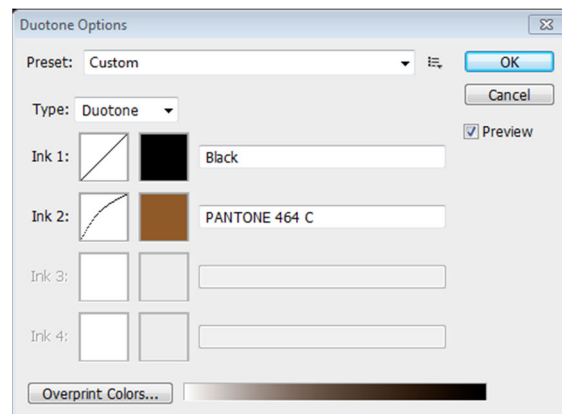 Duotone Options
Preset: Custom
OK
Cancel
Type: Duotone
Preview
Ink 1: Black
Ink 2: PANTONE 464 C
Ink 3:
Ink 4:
Overprint Colors...